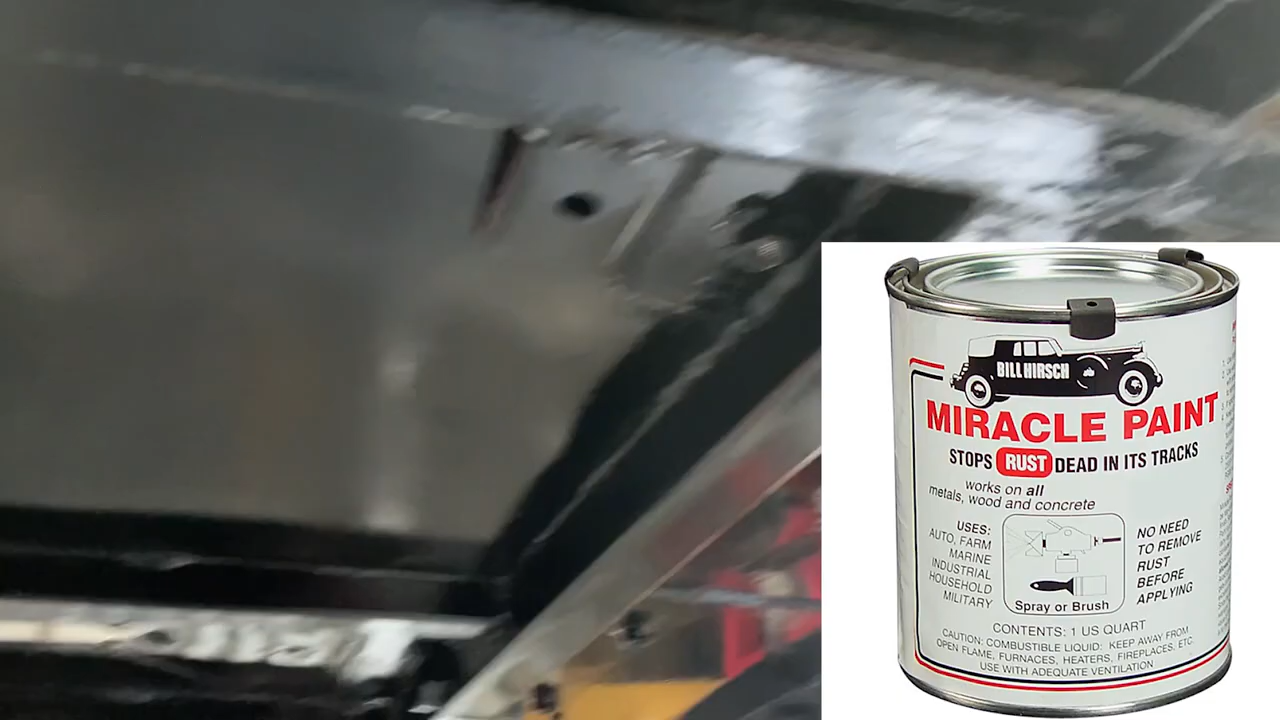 BILL HIRSCH
MIRACLE PAINT
STOPS RUST DEAD IN ITS TRACKS
works on all
metals, wood and concrete
USES:
AUTO, FARM
MARINE
INDUSTRIAL
HOUSEHOLD
MILITARY
Spray or Brush
NO NEED
TO REMOVE
RUST
BEFORE
APPLYING
CONTENTS: 1 US QUART
CAUTION: COMBUSTIBLE LIQUID: KEEP AWAY FROM
OPEN FLAME, FURNACES, HEATERS, FIREPLACES, ETC.
USE WITH ADEQUATE VENTILATION